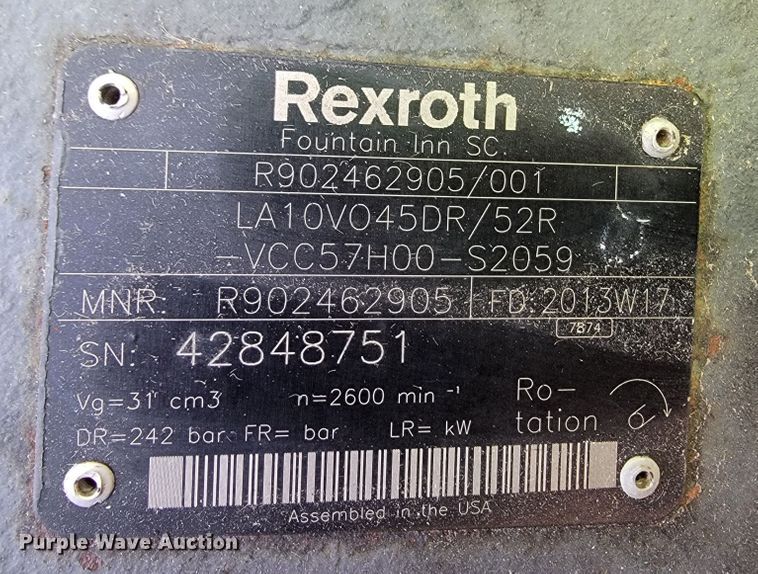 Rexroth
Fountain Inn SC.
R902462905/001
LA10VO45DR/52R
-VCC57H00-S2059
MNR: R902462905 FD: 2013W17
7874
SN: 42848751
Vg=31 cm3 n=2600 min -1
DR=242 bar FR= bar LR= kW
Ro-
tation
Assembled in the USA
Purple Wave Auction